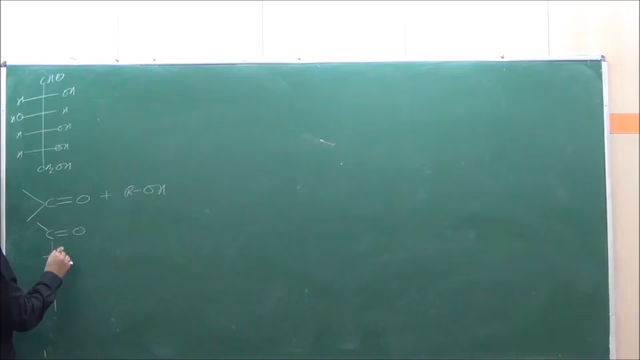 CHO
H OH
HO H
H OH
H OH
CH2OH
C=O + R-OH
C=O